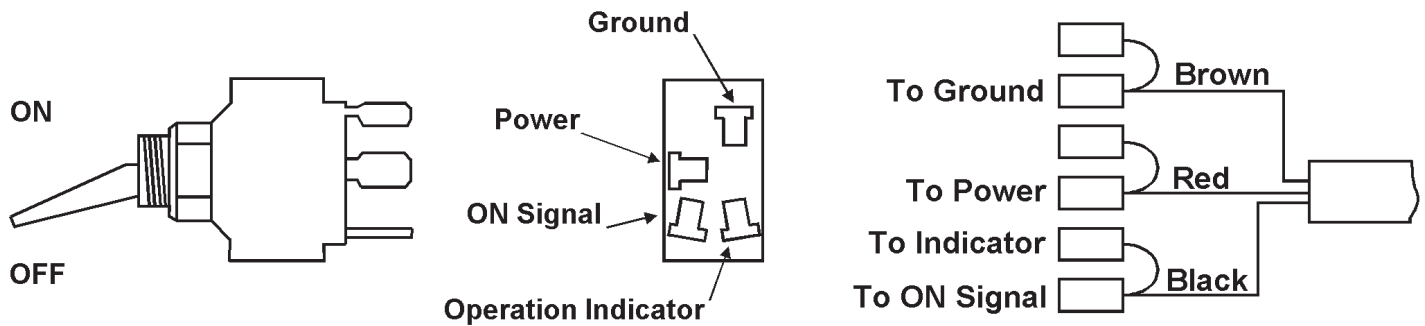 ON
OFF
Ground
Power
ON Signal
Operation Indicator
To Ground
Brown
To Power
Red
To Indicator
To ON Signal
Black